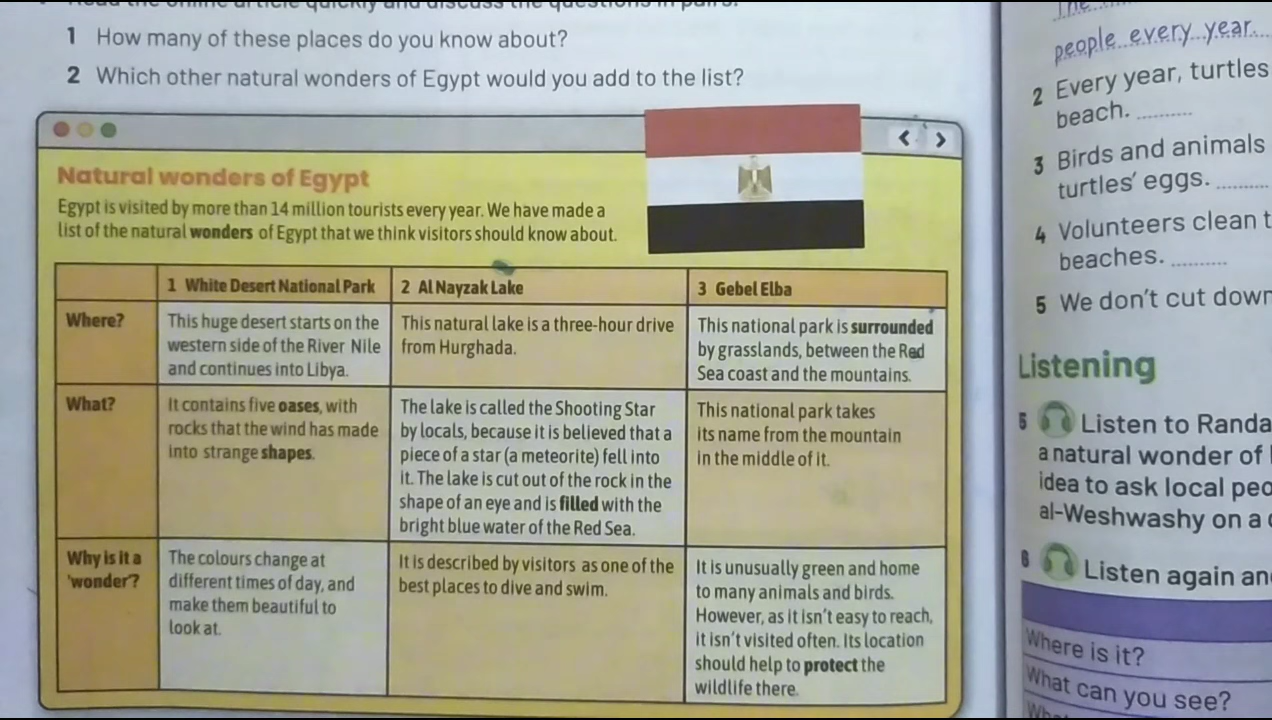 Read the online article quickly and discuss the questions in pairs.
1 How many of these places do you know about?
2 Which other natural wonders of Egypt would you add to the list?
Natural wonders of Egypt
Egypt is visited by more than 14 million tourists every year. We have made a
list of the natural wonders of Egypt that we think visitors should know about.
1 White Desert National Park
2 Al Nayzak Lake
3 Gebel Elba
Where?
This huge desert starts on the
western side of the River Nile
and continues into Libya.
This natural lake is a three-hour drive
from Hurghada.
This national park is surrounded
by grasslands, between the Red
Sea coast and the mountains.
What?
It contains five oases, with
rocks that the wind has made
into strange shapes.
The lake is called the Shooting Star
by locals, because it is believed that a
piece of a star (a meteorite) fell into
it. The lake is cut out of the rock in the
shape of an eye and is filled with the
bright blue water of the Red Sea.
This national park takes
its name from the mountain
in the middle of it.
Why is it a
'wonder'?
The colours change at
different times of day, and
make them beautiful to
look at.
It is described by visitors as one of the
best places to dive and swim.
It is unusually green and home
to many animals and birds.
However, as it isn't easy to reach,
it isn't visited often. Its location
should help to protect the
wildlife there.
The
people every year.
2 Every year, turtles
beach.
3 Birds and animals
turtles' eggs.
4 Volunteers clean t
beaches.
5 We don't cut down
Listening
5 Listen to Randa
a natural wonder of
idea to ask local peo
al-Weshwashy on a
6 Listen again an
Where is it?
What can you see?